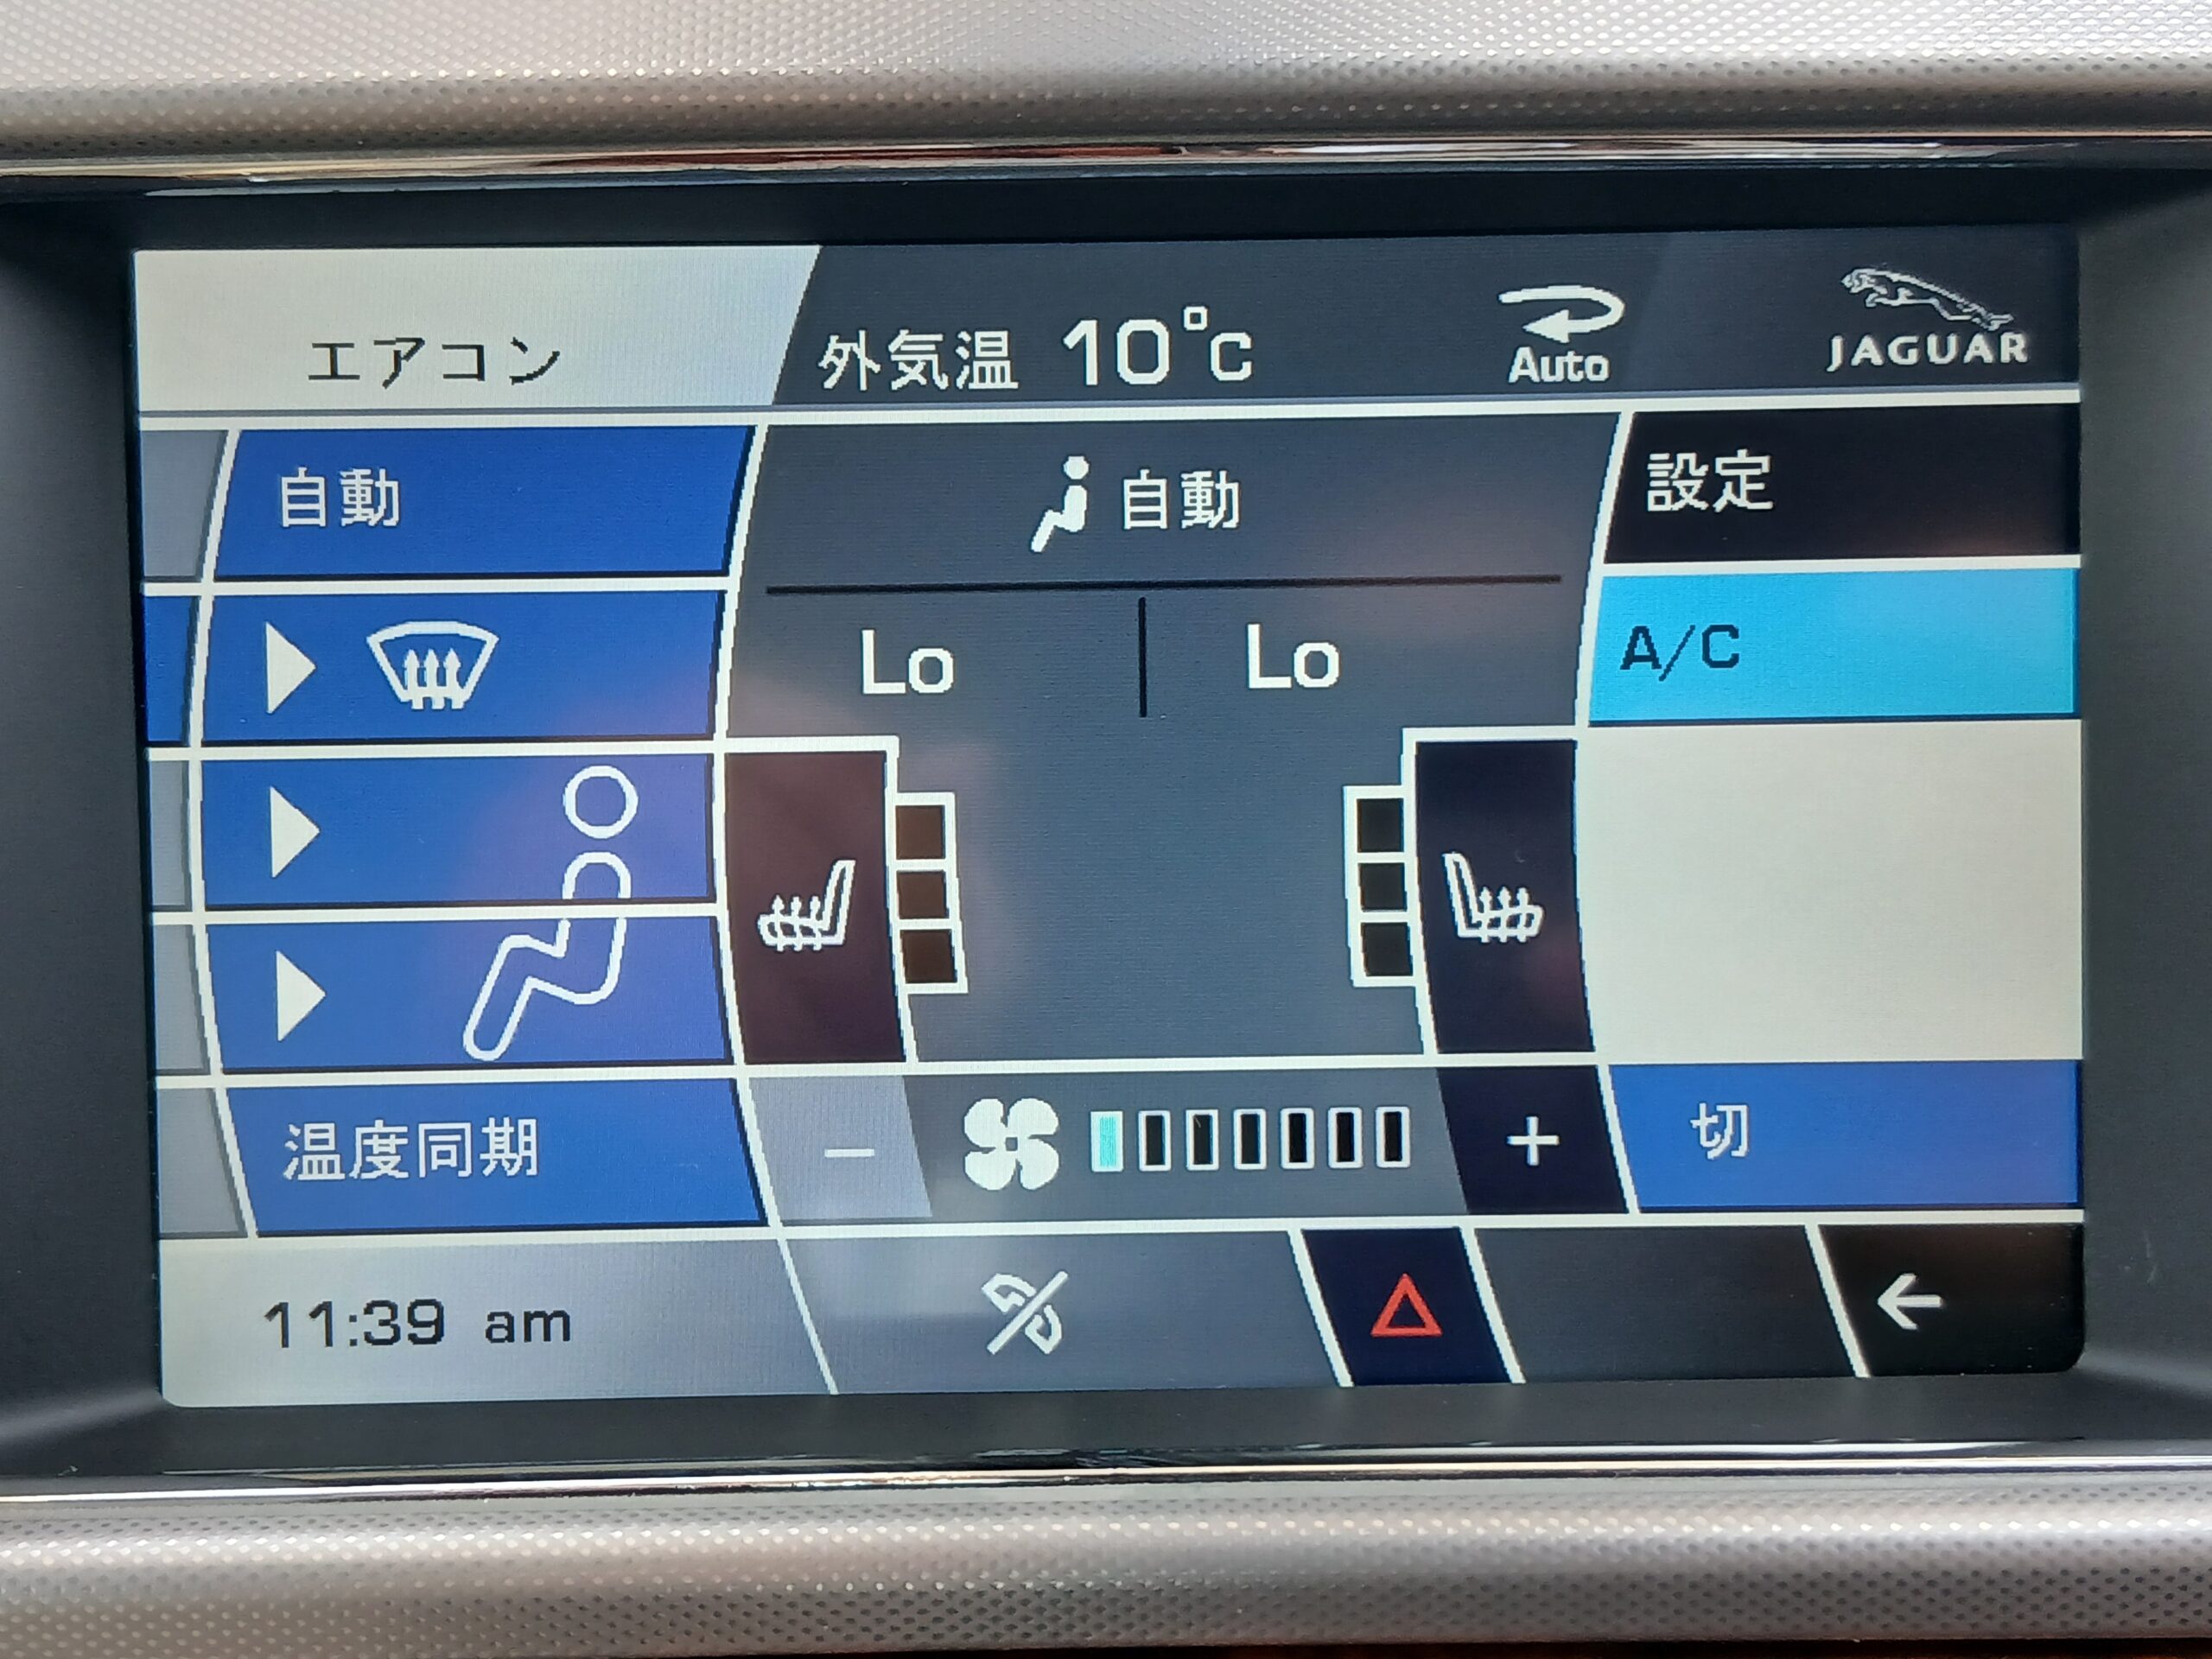 エアコン
外気温 10°C
Auto
JAGUAR
自動
自動
設定
Lo
Lo
A/C
温度同期
−
+
切
11:39 am